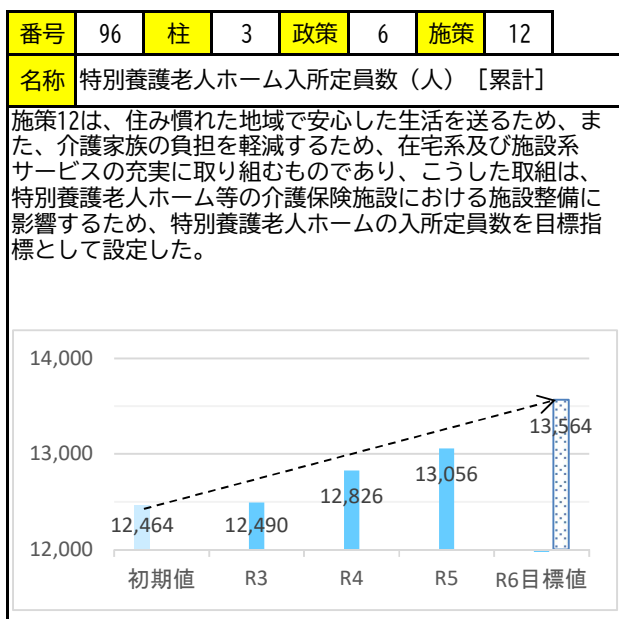 番号 96 柱 3 政策 6 施策 12
名称 特別養護老人ホーム入所定員数（人）［累計］
施策12は、住み慣れた地域で安心した生活を送るため、ま
た、介護家族の負担を軽減するため、在宅系及び施設系
サービスの充実に取り組むものであり、こうした取組は、
特別養護老人ホーム等の介護保険施設における施設整備に
影響するため、特別養護老人ホームの入所定員数を目標指
標として設定した。
14,000
13,000
12,000
12,464
12,490
12,826
13,056
13,564
初期値 R3 R4 R5 R6目標値